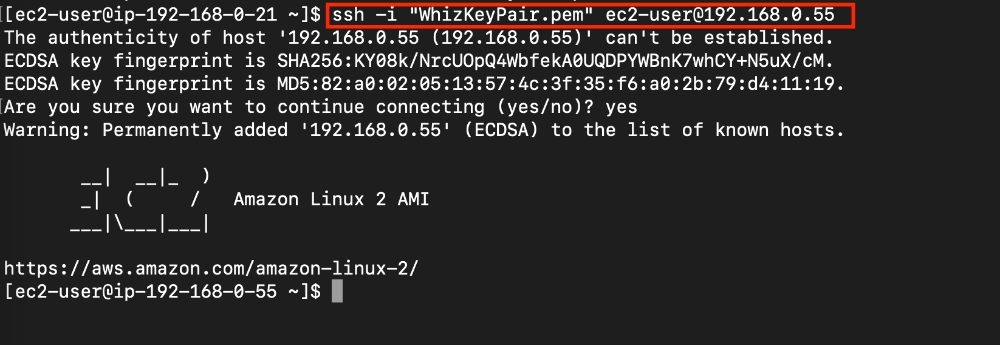 [ec2-user@ip-192-168-0-21 ~]$ ssh -i "WhizKeyPair.pem" ec2-user@192.168.0.55
The authenticity of host '192.168.0.55 (192.168.0.55)' can't be established.
ECDSA key fingerprint is SHA256:KY08k/NrcUOpQ4WbfekA0UQDPYWBnK7whCY+N5uX/cM.
ECDSA key fingerprint is MD5:82:a0:02:05:13:57:4c:3f:35:f6:a0:2b:79:d4:11:19.
Are you sure you want to continue connecting (yes/no)? yes
Warning: Permanently added '192.168.0.55' (ECDSA) to the list of known hosts.
       __|  __|_  )
       _|  (     /   Amazon Linux 2 AMI
      ___|\___|___|
https://aws.amazon.com/amazon-linux-2/
[ec2-user@ip-192-168-0-55 ~]$